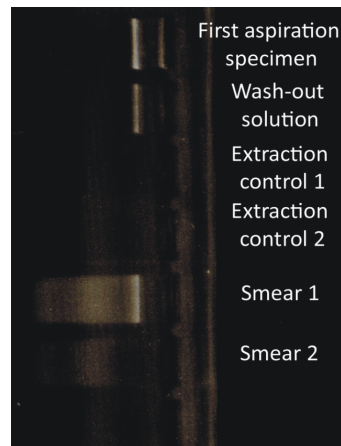 First aspiration
specimen
Wash-out
solution
Extraction
control 1
Extraction
control 2
Smear 1
Smear 2